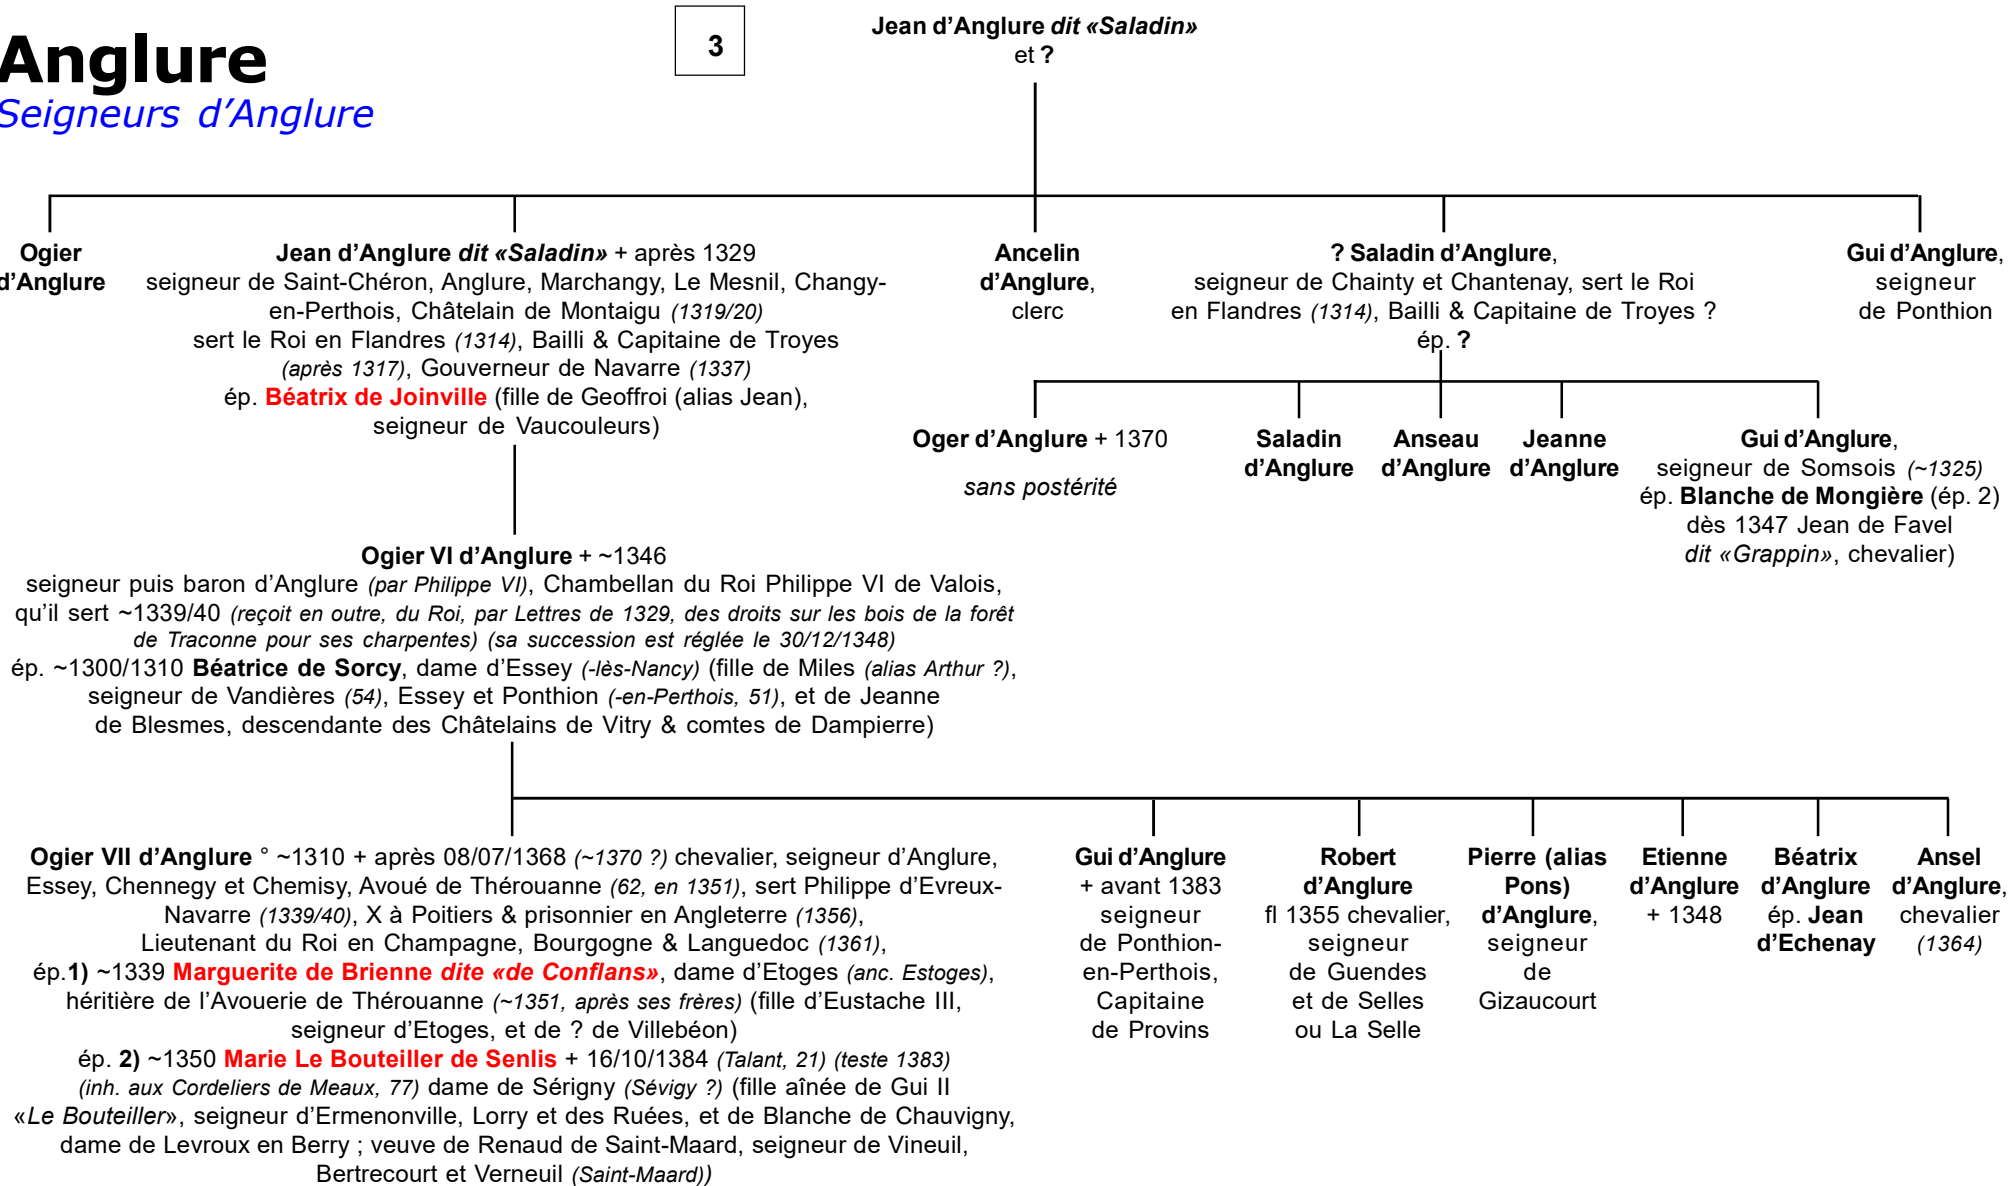 Anglure
Seigneurs d'Anglure
3
Jean d'Anglure dit «Saladin»
et ?
Ogier
d'Anglure
Jean d'Anglure dit «Saladin» + après 1329
seigneur de Saint-Chéron, Anglure, Marchangy, Le Mesnil, Changy-
en-Perthois, Châtelain de Montaigu (1319/20)
sert le Roi en Flandres (1314), Bailli & Capitaine de Troyes
(après 1317), Gouverneur de Navarre (1337)
ép. Béatrix de Joinville (fille de Geoffroi (alias Jean),
seigneur de Vaucouleurs)
Ancelin
d'Anglure,
clerc
? Saladin d'Anglure,
seigneur de Chainty et Chantenay, sert le Roi
en Flandres (1314), Bailli & Capitaine de Troyes ?
ép. ?
Gui d'Anglure,
seigneur
de Ponthion
Oger d'Anglure + 1370
sans postérité
Saladin
d'Anglure
Anseau
d'Anglure
Jeanne
d'Anglure
Gui d'Anglure,
seigneur de Somsois (~1325)
ép. Blanche de Mongière (ép. 2)
dès 1347 Jean de Favel
dit «Grappin», chevalier)
Ogier VI d'Anglure + ~1346
seigneur puis baron d'Anglure (par Philippe VI), Chambellan du Roi Philippe VI de Valois,
qu'il sert ~1339/40 (reçoit en outre, du Roi, par Lettres de 1329, des droits sur les bois de la forêt
de Traconne pour ses charpentes) (sa succession est réglée le 30/12/1348)
ép. ~1300/1310 Béatrice de Sorcy, dame d'Essey (-lès-Nancy) (fille de Miles (alias Arthur ?),
seigneur de Vandières (54), Essey et Ponthion (-en-Perthois, 51), et de Jeanne
de Blesmes, descendante des Châtelains de Vitry & comtes de Dampierre)
Ogier VII d'Anglure ° ~1310 + après 08/07/1368 (~1370 ?) chevalier, seigneur d'Anglure,
Essey, Chennegy et Chemisy, Avoué de Thérouanne (62, en 1351), sert Philippe d'Evreux-
Navarre (1339/40), X à Poitiers & prisonnier en Angleterre (1356),
Lieutenant du Roi en Champagne, Bourgogne & Languedoc (1361),
ép.1) ~1339 Marguerite de Brienne dite «de Conflans», dame d'Etoges (anc. Estoges),
héritière de l'Avouerie de Thérouanne (~1351, après ses frères) (fille d'Eustache III,
seigneur d'Etoges, et de ? de Villebéon)
ép. 2) ~1350 Marie Le Bouteiller de Senlis + 16/10/1384 (Talant, 21) (teste 1383)
(inh. aux Cordeliers de Meaux, 77) dame de Sérigny (Sévigy ?) (fille aînée de Gui II
«Le Bouteiller», seigneur d'Ermenonville, Lorry et des Ruées, et de Blanche de Chauvigny,
dame de Levroux en Berry ; veuve de Renaud de Saint-Maard, seigneur de Vineuil,
Bertrecourt et Verneuil (Saint-Maard))
Gui d'Anglure
+ avant 1383
seigneur
de Ponthion-
en-Perthois,
Capitaine
de Provins
Robert
d'Anglure
fl 1355 chevalier,
seigneur
de Guendes
et de Selles
ou La Selle
Pierre (alias
Pons)
d'Anglure,
seigneur
de
Gizaucourt
Etienne
d'Anglure
+ 1348
Béatrix
d'Anglure
ép. Jean
d'Echenay
Ansel
d'Anglure,
chevalier
(1364)